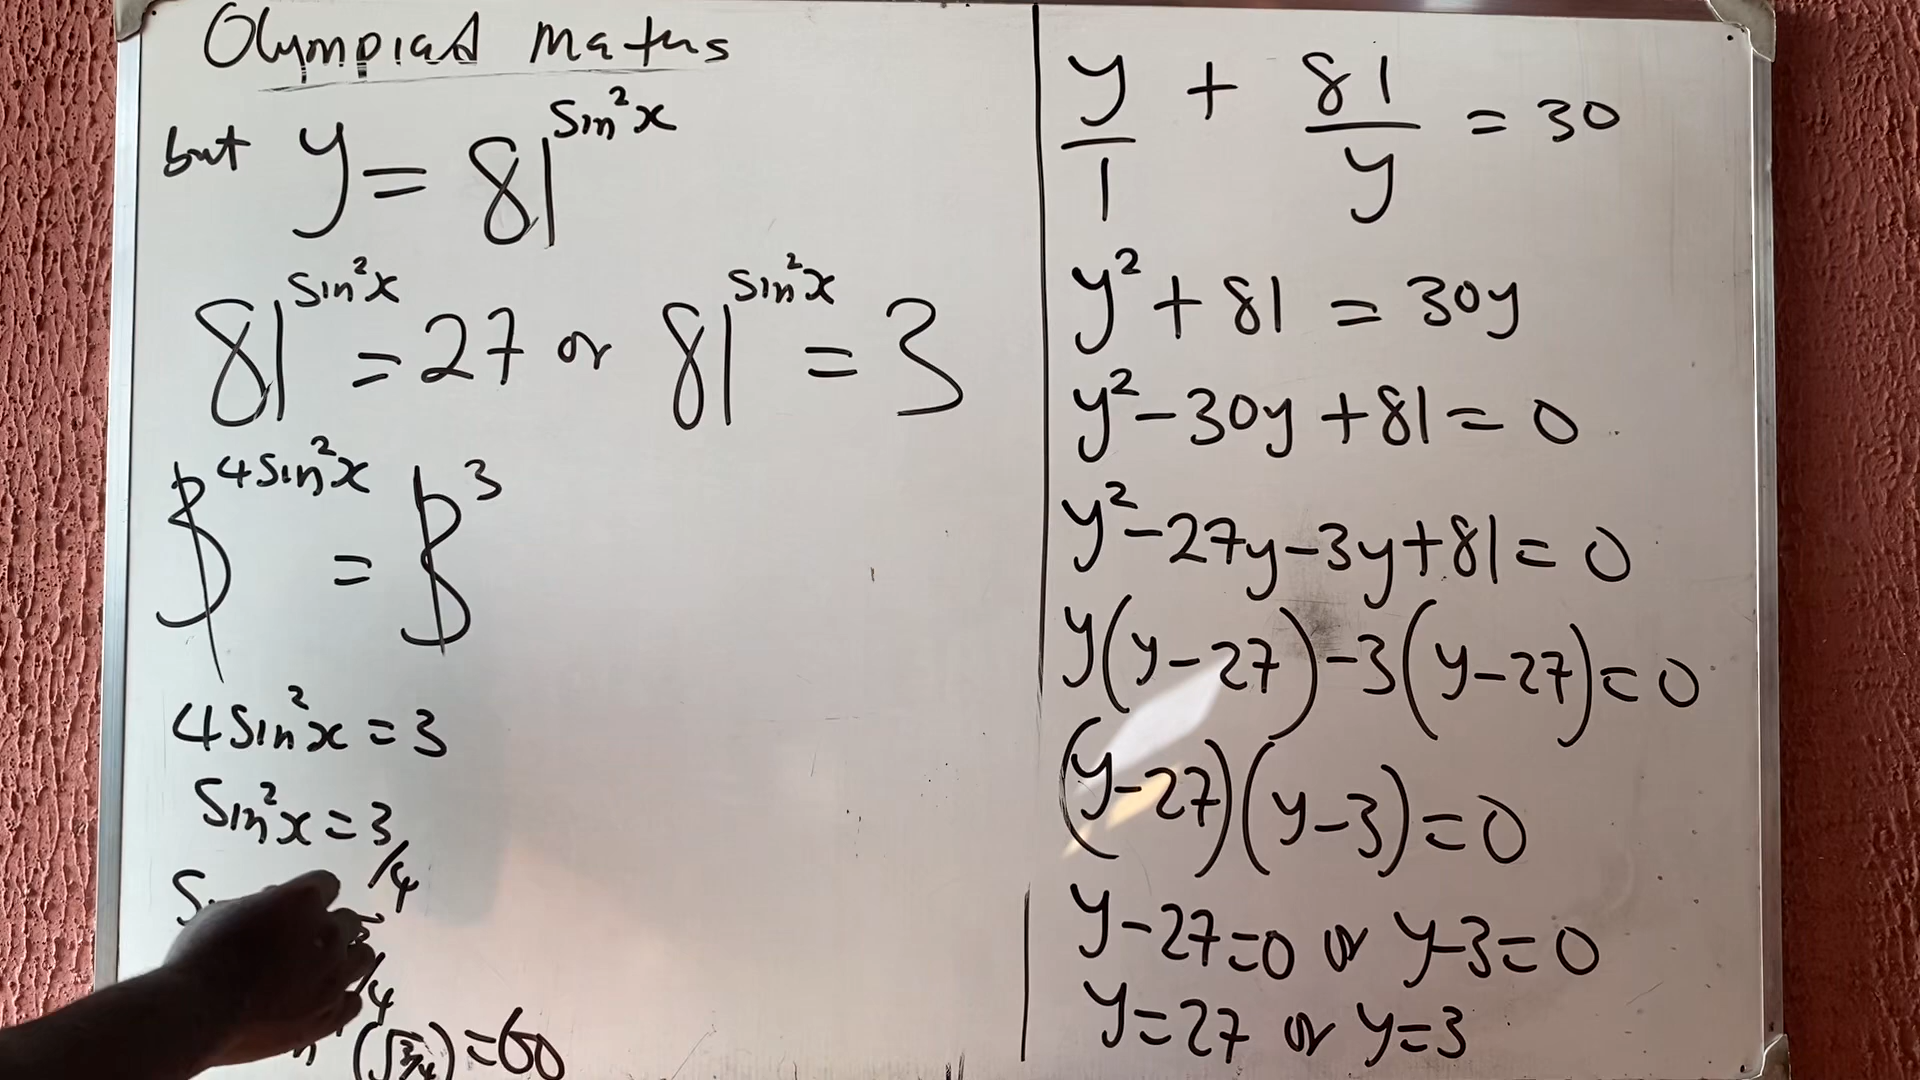 Olympiad maths
but y = 81^sin²x
81^sin²x = 27 or 81^sin²x = 3
3^4sin²x = 3^3
4sin²x = 3
sin²x = 3/4
(√3/4) = 60
y/1 + 81/y = 30
y² + 81 = 30y
y² - 30y + 81 = 0
y² - 27y - 3y + 81 = 0
y(y - 27) - 3(y - 27) = 0
(y - 27)(y - 3) = 0
y - 27 = 0 or y - 3 = 0
y = 27 or y = 3